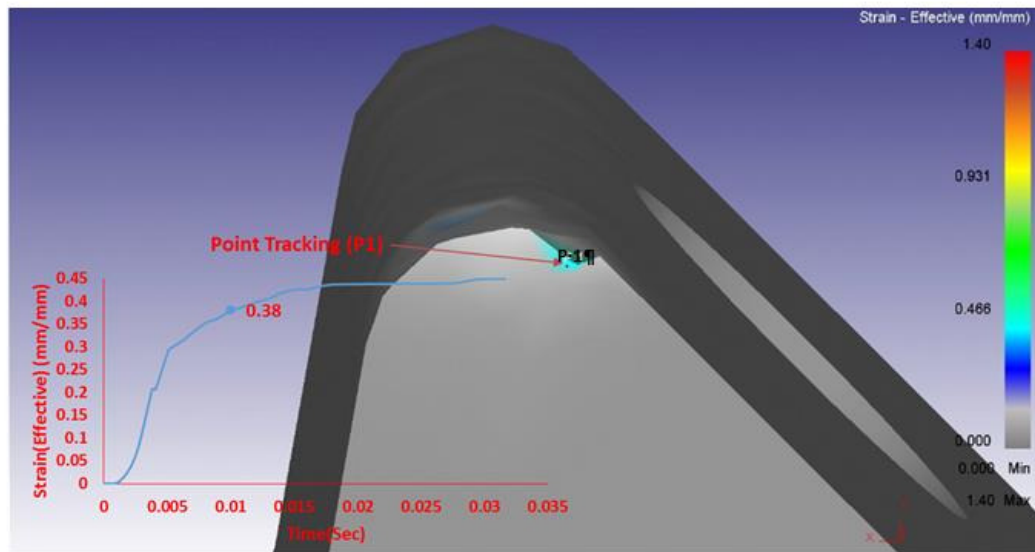 Strain - Effective (mm/mm)
1.40
0.931
0.466
0.000
0.000 Min
1.40 Max
Point Tracking (P1)
P-1¶
Strain(Effective) (mm/mm)
0.45
0.4
0.35
0.3
0.25
0.2
0.15
0.1
0.05
0
0.38
0 0.005 0.01 0.015 0.02 0.025 0.03 0.035
Time(Sec)
X